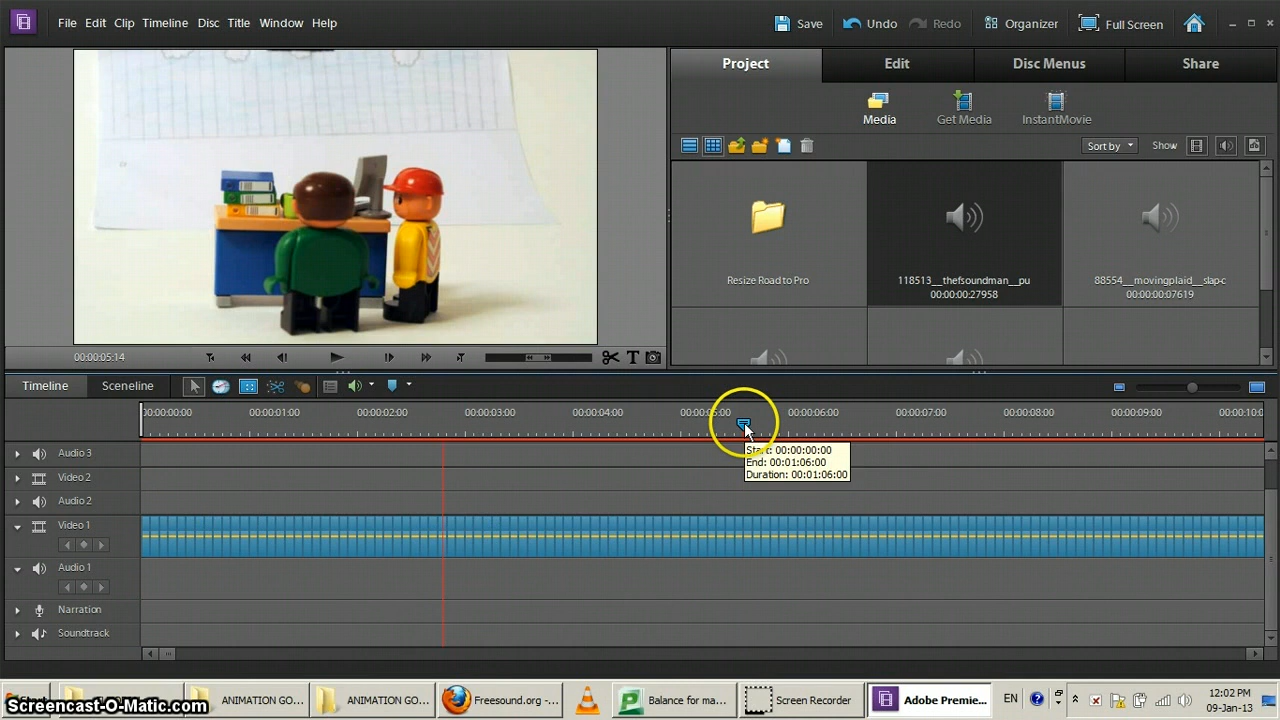 File Edit Clip Timeline Disc Title Window Help
Save Undo Redo Organizer Full Screen
Project Edit Disc Menus Share
Media Get Media InstantMovie
Sort by Show
Resize Road to Pro
118513__thefsoundman__pu
00:00:00:27958
88554__movingplaid__slap-c
00:00:00:07619
00:00:05:14
T
Timeline Sceneline
00:00:00:00 00:00:01:00 00:00:02:00 00:00:03:00 00:00:04:00 00:00:05:00 00:00:06:00 00:00:07:00 00:00:08:00 00:00:09:00 00:00:10:0
Start: 00:00:00:00
End: 00:01:06:00
Duration: 00:01:06:00
Audio 3
Video 2
Audio 2
Video 1
Audio 1
Narration
Soundtrack
ANIMATION GO... ANIMATION GO... Freesound.org -... Balance for ma... Screen Recorder Adobe Premie... EN 12:02 PM
09-Jan-13
Screencast-O-Matic.com